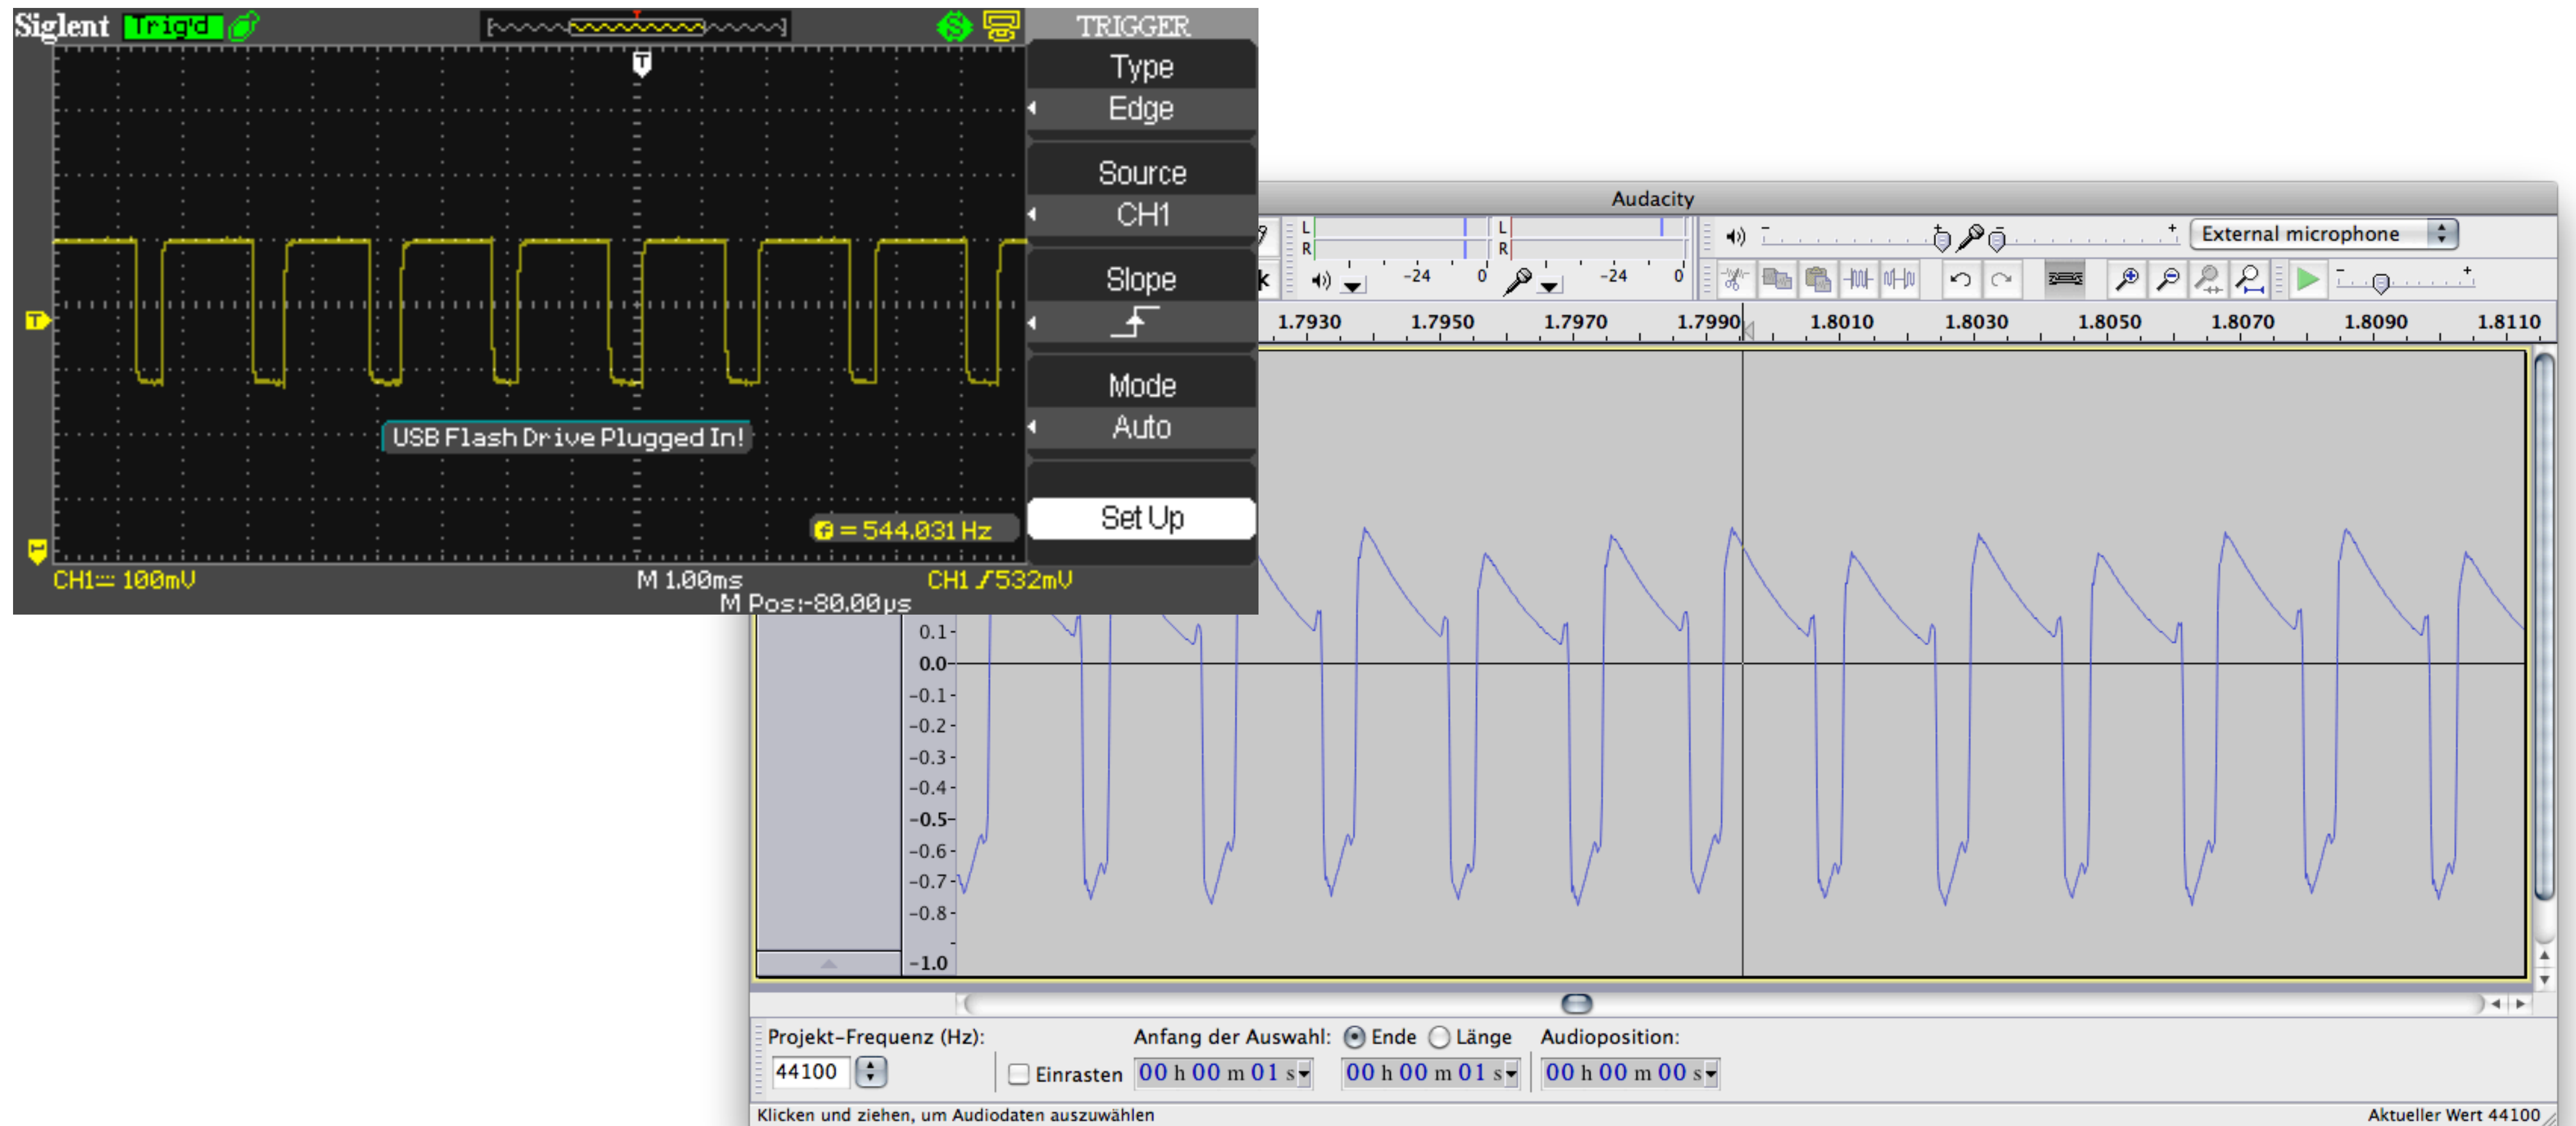 Siglent Trig'd
T
TRIGGER
Type
Edge
Source
CH1
Slope
Mode
Auto
Set Up
T
USB Flash Drive Plugged In!
f = 544.031Hz
CH1 100mV
M 1.00ms
CH1 532mV
M Pos:-80.00µs
Audacity
L
R
-24 0
L
R
-24 0
External microphone
k
1.7930 1.7950 1.7970 1.7990 1.8010 1.8030 1.8050 1.8070 1.8090 1.8110
0.1-
0.0-
-0.1-
-0.2-
-0.3-
-0.4-
-0.5-
-0.6-
-0.7-
-0.8-
-1.0
Projekt-Frequenz (Hz):
44100
Anfang der Auswahl:
Ende
Länge
Audioposition:
Einrasten
00 h 00 m 01 s
00 h 00 m 01 s
00 h 00 m 00 s
Klicken und ziehen, um Audiodaten auszuwählen
Aktueller Wert 44100